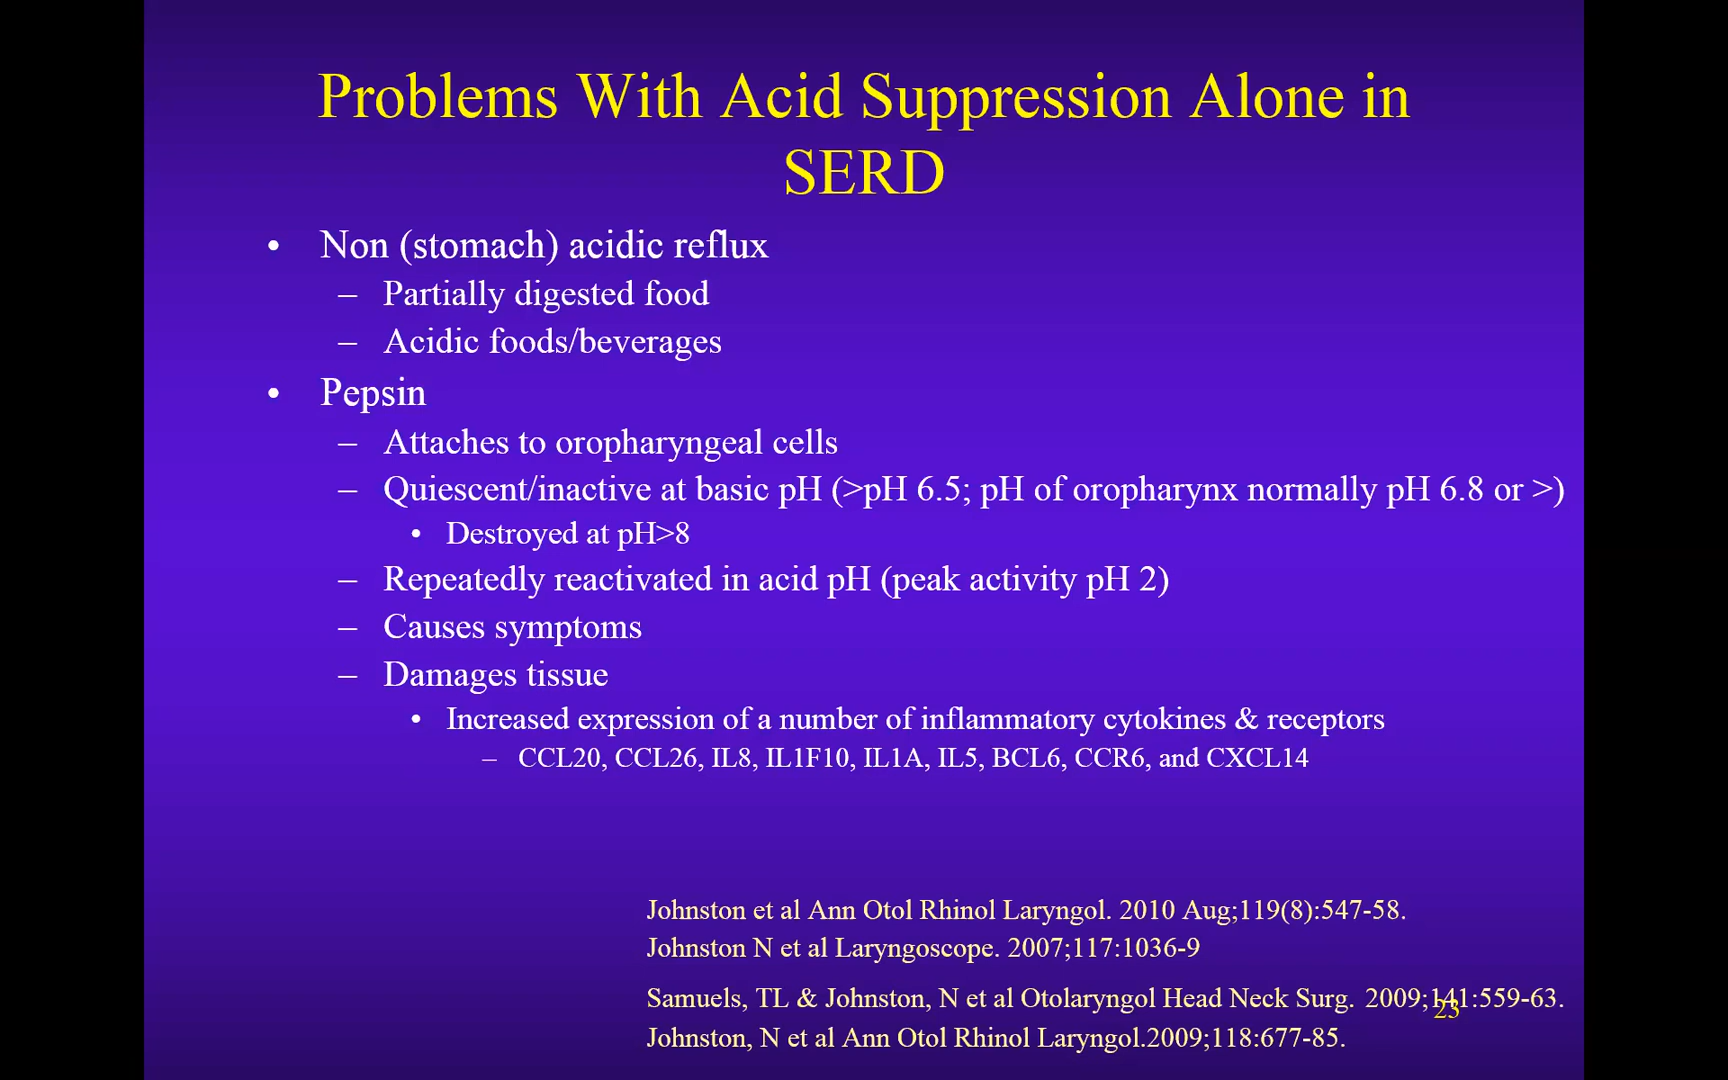 Problems With Acid Suppression Alone in
SERD
• Non (stomach) acidic reflux
– Partially digested food
– Acidic foods/beverages
• Pepsin
– Attaches to oropharyngeal cells
– Quiescent/inactive at basic pH (>pH 6.5; pH of oropharynx normally pH 6.8 or >)
• Destroyed at pH>8
– Repeatedly reactivated in acid pH (peak activity pH 2)
– Causes symptoms
– Damages tissue
• Increased expression of a number of inflammatory cytokines & receptors
– CCL20, CCL26, IL8, IL1F10, IL1A, IL5, BCL6, CCR6, and CXCL14
Johnston et al Ann Otol Rhinol Laryngol. 2010 Aug;119(8):547-58.
Johnston N et al Laryngoscope. 2007;117:1036-9
Samuels, TL & Johnston, N et al Otolaryngol Head Neck Surg. 2009;141:559-63.
23
Johnston, N et al Ann Otol Rhinol Laryngol.2009;118:677-85.